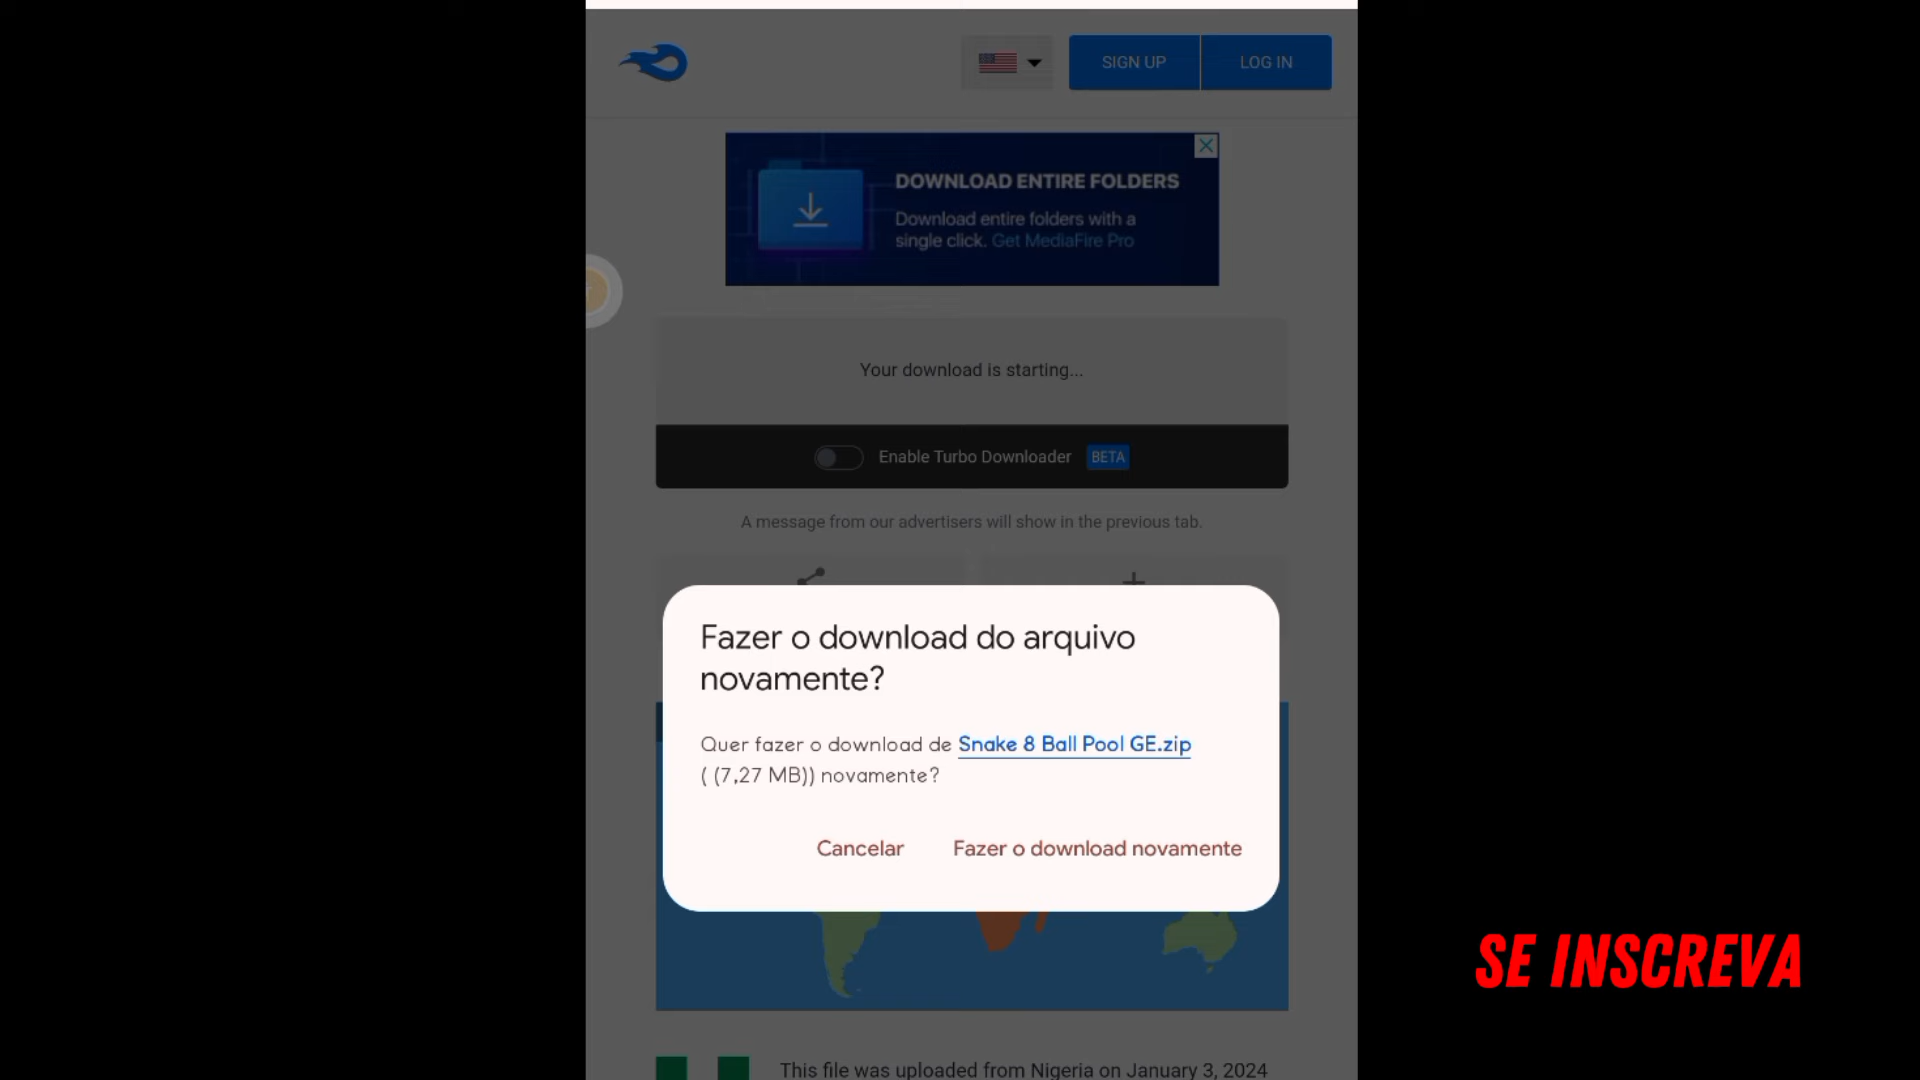 SIGN UP
LOG IN
DOWNLOAD ENTIRE FOLDERS
Download entire folders with a
single click. Get MediaFire Pro
Your download is starting...
Enable Turbo Downloader BETA
A message from our advertisers will show in the previous tab.
Fazer o download do arquivo
novamente?
Quer fazer o download de Snake 8 Ball Pool GE.zip
( (7,27 MB)) novamente?
Cancelar
Fazer o download novamente
SE INSCREVA
This file was uploaded from Nigeria on January 3, 2024